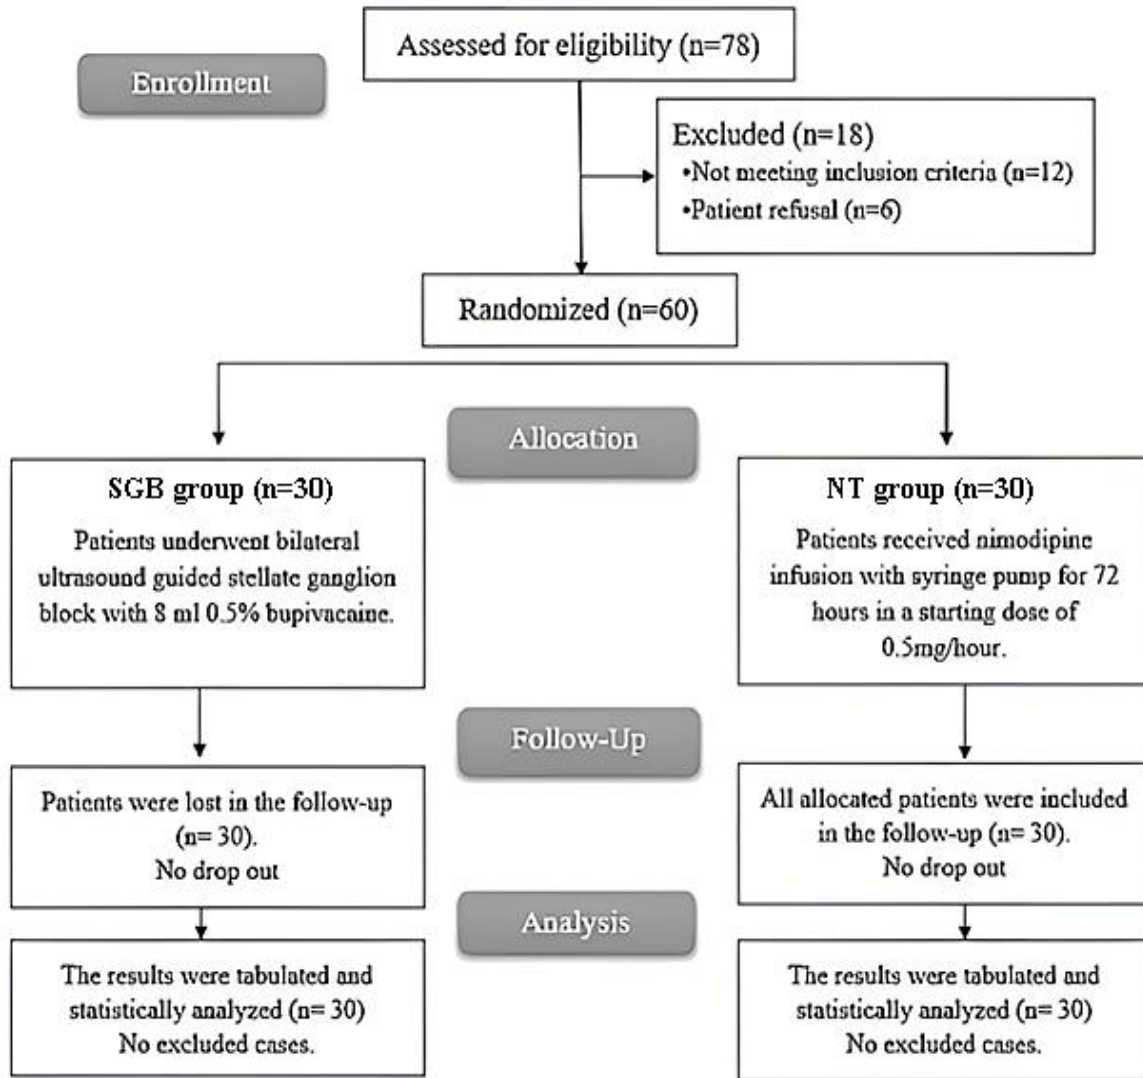 Assessed for eligibility (n=78)
Enrollment
Excluded (n=18)
•Not meeting inclusion criteria (n=12)
•Patient refusal (n=6)
Randomized (n=60)
Allocation
SGB group (n=30)
Patients underwent bilateral
ultrasound guided stellate ganglion
block with 8 ml 0.5% bupivacaine.
NT group (n=30)
Patients received nimodipine
infusion with syringe pump for 72
hours in a starting dose of
0.5mg/hour.
Follow-Up
Patients were lost in the follow-up
(n= 30).
No drop out
All allocated patients were included
in the follow-up (n= 30).
No drop out
Analysis
The results were tabulated and
statistically analyzed (n= 30)
No excluded cases.
The results were tabulated and
statistically analyzed (n= 30)
No excluded cases.